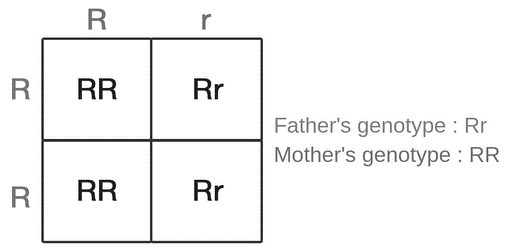 R r
R RR Rr
Father's genotype : Rr
Mother's genotype : RR
R RR Rr